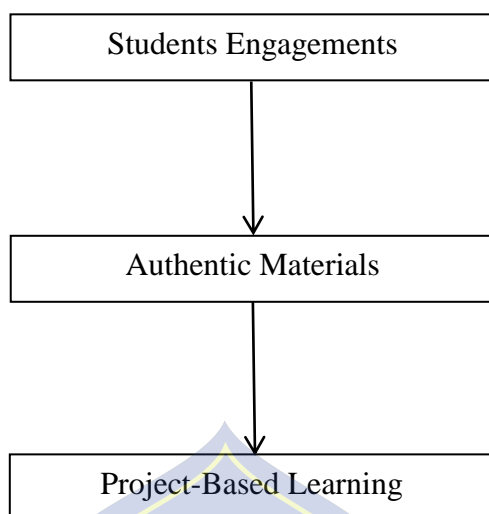 Students Engagements
Authentic Materials
Project-Based Learning